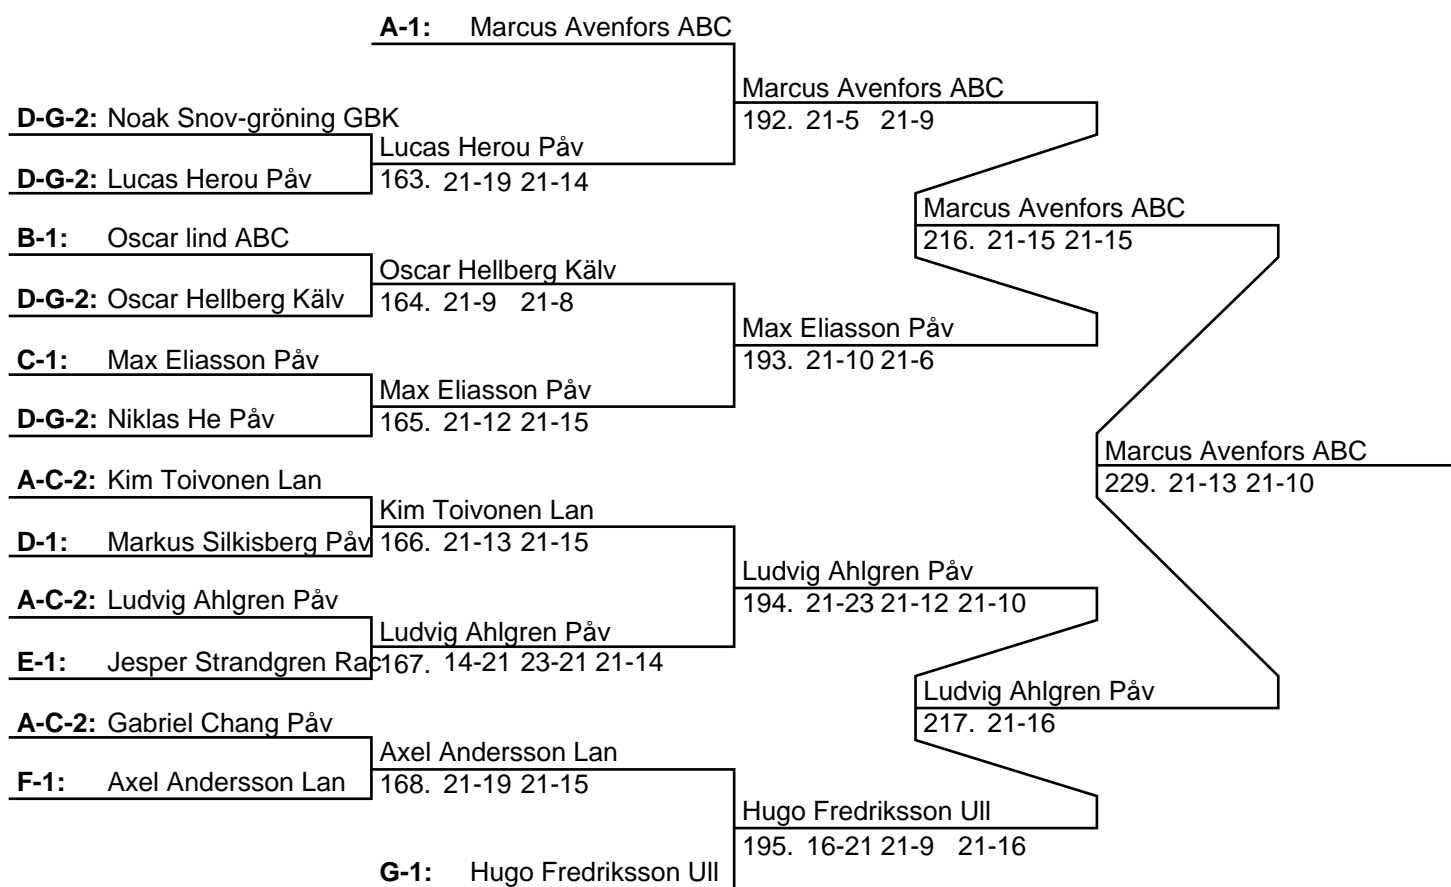 A-1: Marcus Avenfors ABC
Marcus Avenfors ABC
192. 21-5 21-9
D-G-2: Noak Snov-gröning GBK
Lucas Herou Påv
163. 21-19 21-14
D-G-2: Lucas Herou Påv
Marcus Avenfors ABC
216. 21-15 21-15
B-1: Oscar lind ABC
Oscar Hellberg Kälv
164. 21-9 21-8
D-G-2: Oscar Hellberg Kälv
Max Eliasson Påv
193. 21-10 21-6
C-1: Max Eliasson Påv
Max Eliasson Påv
165. 21-12 21-15
D-G-2: Niklas He Påv
Marcus Avenfors ABC
229. 21-13 21-10
A-C-2: Kim Toivonen Lan
Kim Toivonen Lan
166. 21-13 21-15
D-1: Markus Silkisberg Påv
Ludvig Ahlgren Påv
194. 21-23 21-12 21-10
A-C-2: Ludvig Ahlgren Påv
Ludvig Ahlgren Påv
167. 14-21 23-21 21-14
E-1: Jesper Strandgren Rac
Ludvig Ahlgren Påv
217. 21-16
A-C-2: Gabriel Chang Påv
Axel Andersson Lan
168. 21-19 21-15
F-1: Axel Andersson Lan
Hugo Fredriksson Ull
195. 16-21 21-9 21-16
G-1: Hugo Fredriksson Ull